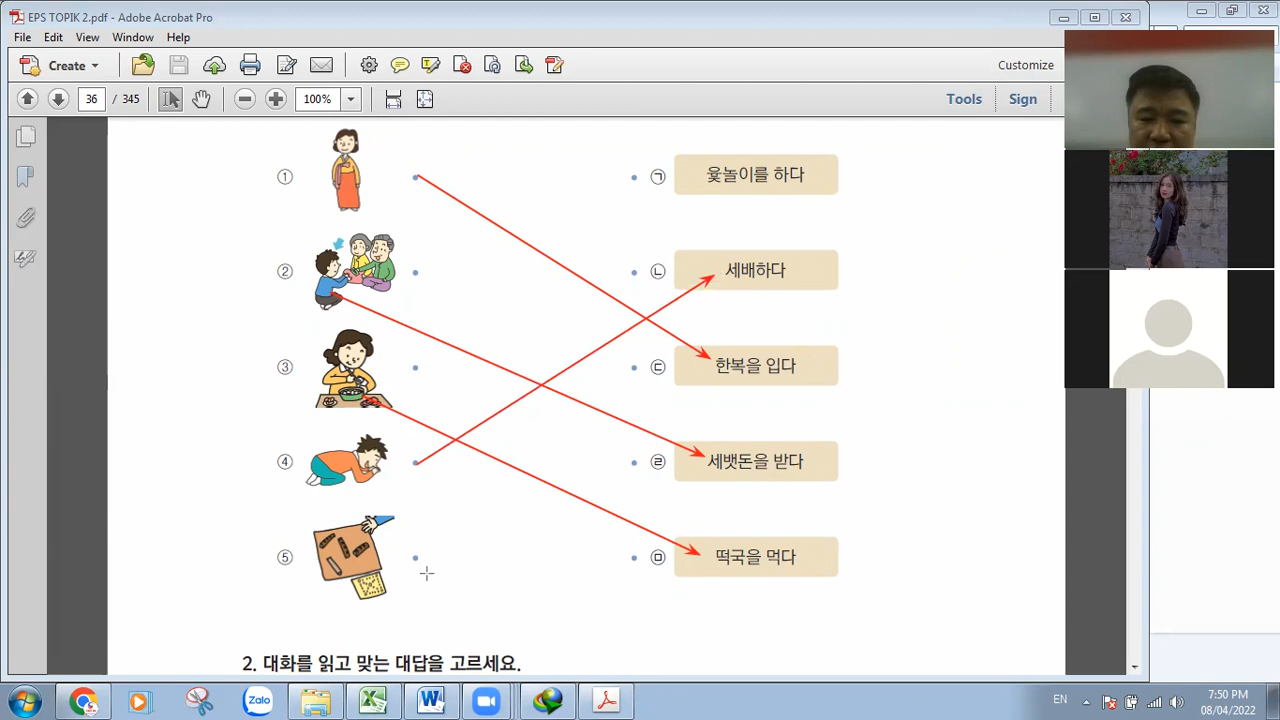 EPS TOPIK 2.pdf - Adobe Acrobat Pro
File Edit View Window Help
Create Customize
36 / 345 100% Tools Sign
① ㉠ 윷놀이를 하다
② ㉡ 세배하다
③ ㉢ 한복을 입다
④ ㉣ 세뱃돈을 받다
⑤ ㉤ 떡국을 먹다
2. 대화를 읽고 맞는 대답을 고르세요.
Zalo
EN 7:50 PM
08/04/2022